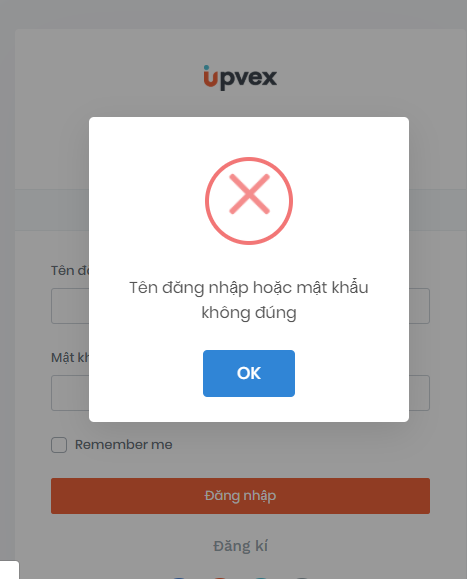 upvex
Tên đăng nhập hoặc mật khẩu
không đúng
OK
Remember me
Đăng nhập
Đăng kí